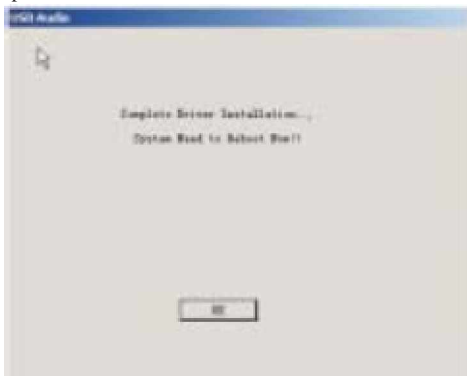 USB Audio
Complete Driver Installation..,
System Need to Reboot Now!!
OK